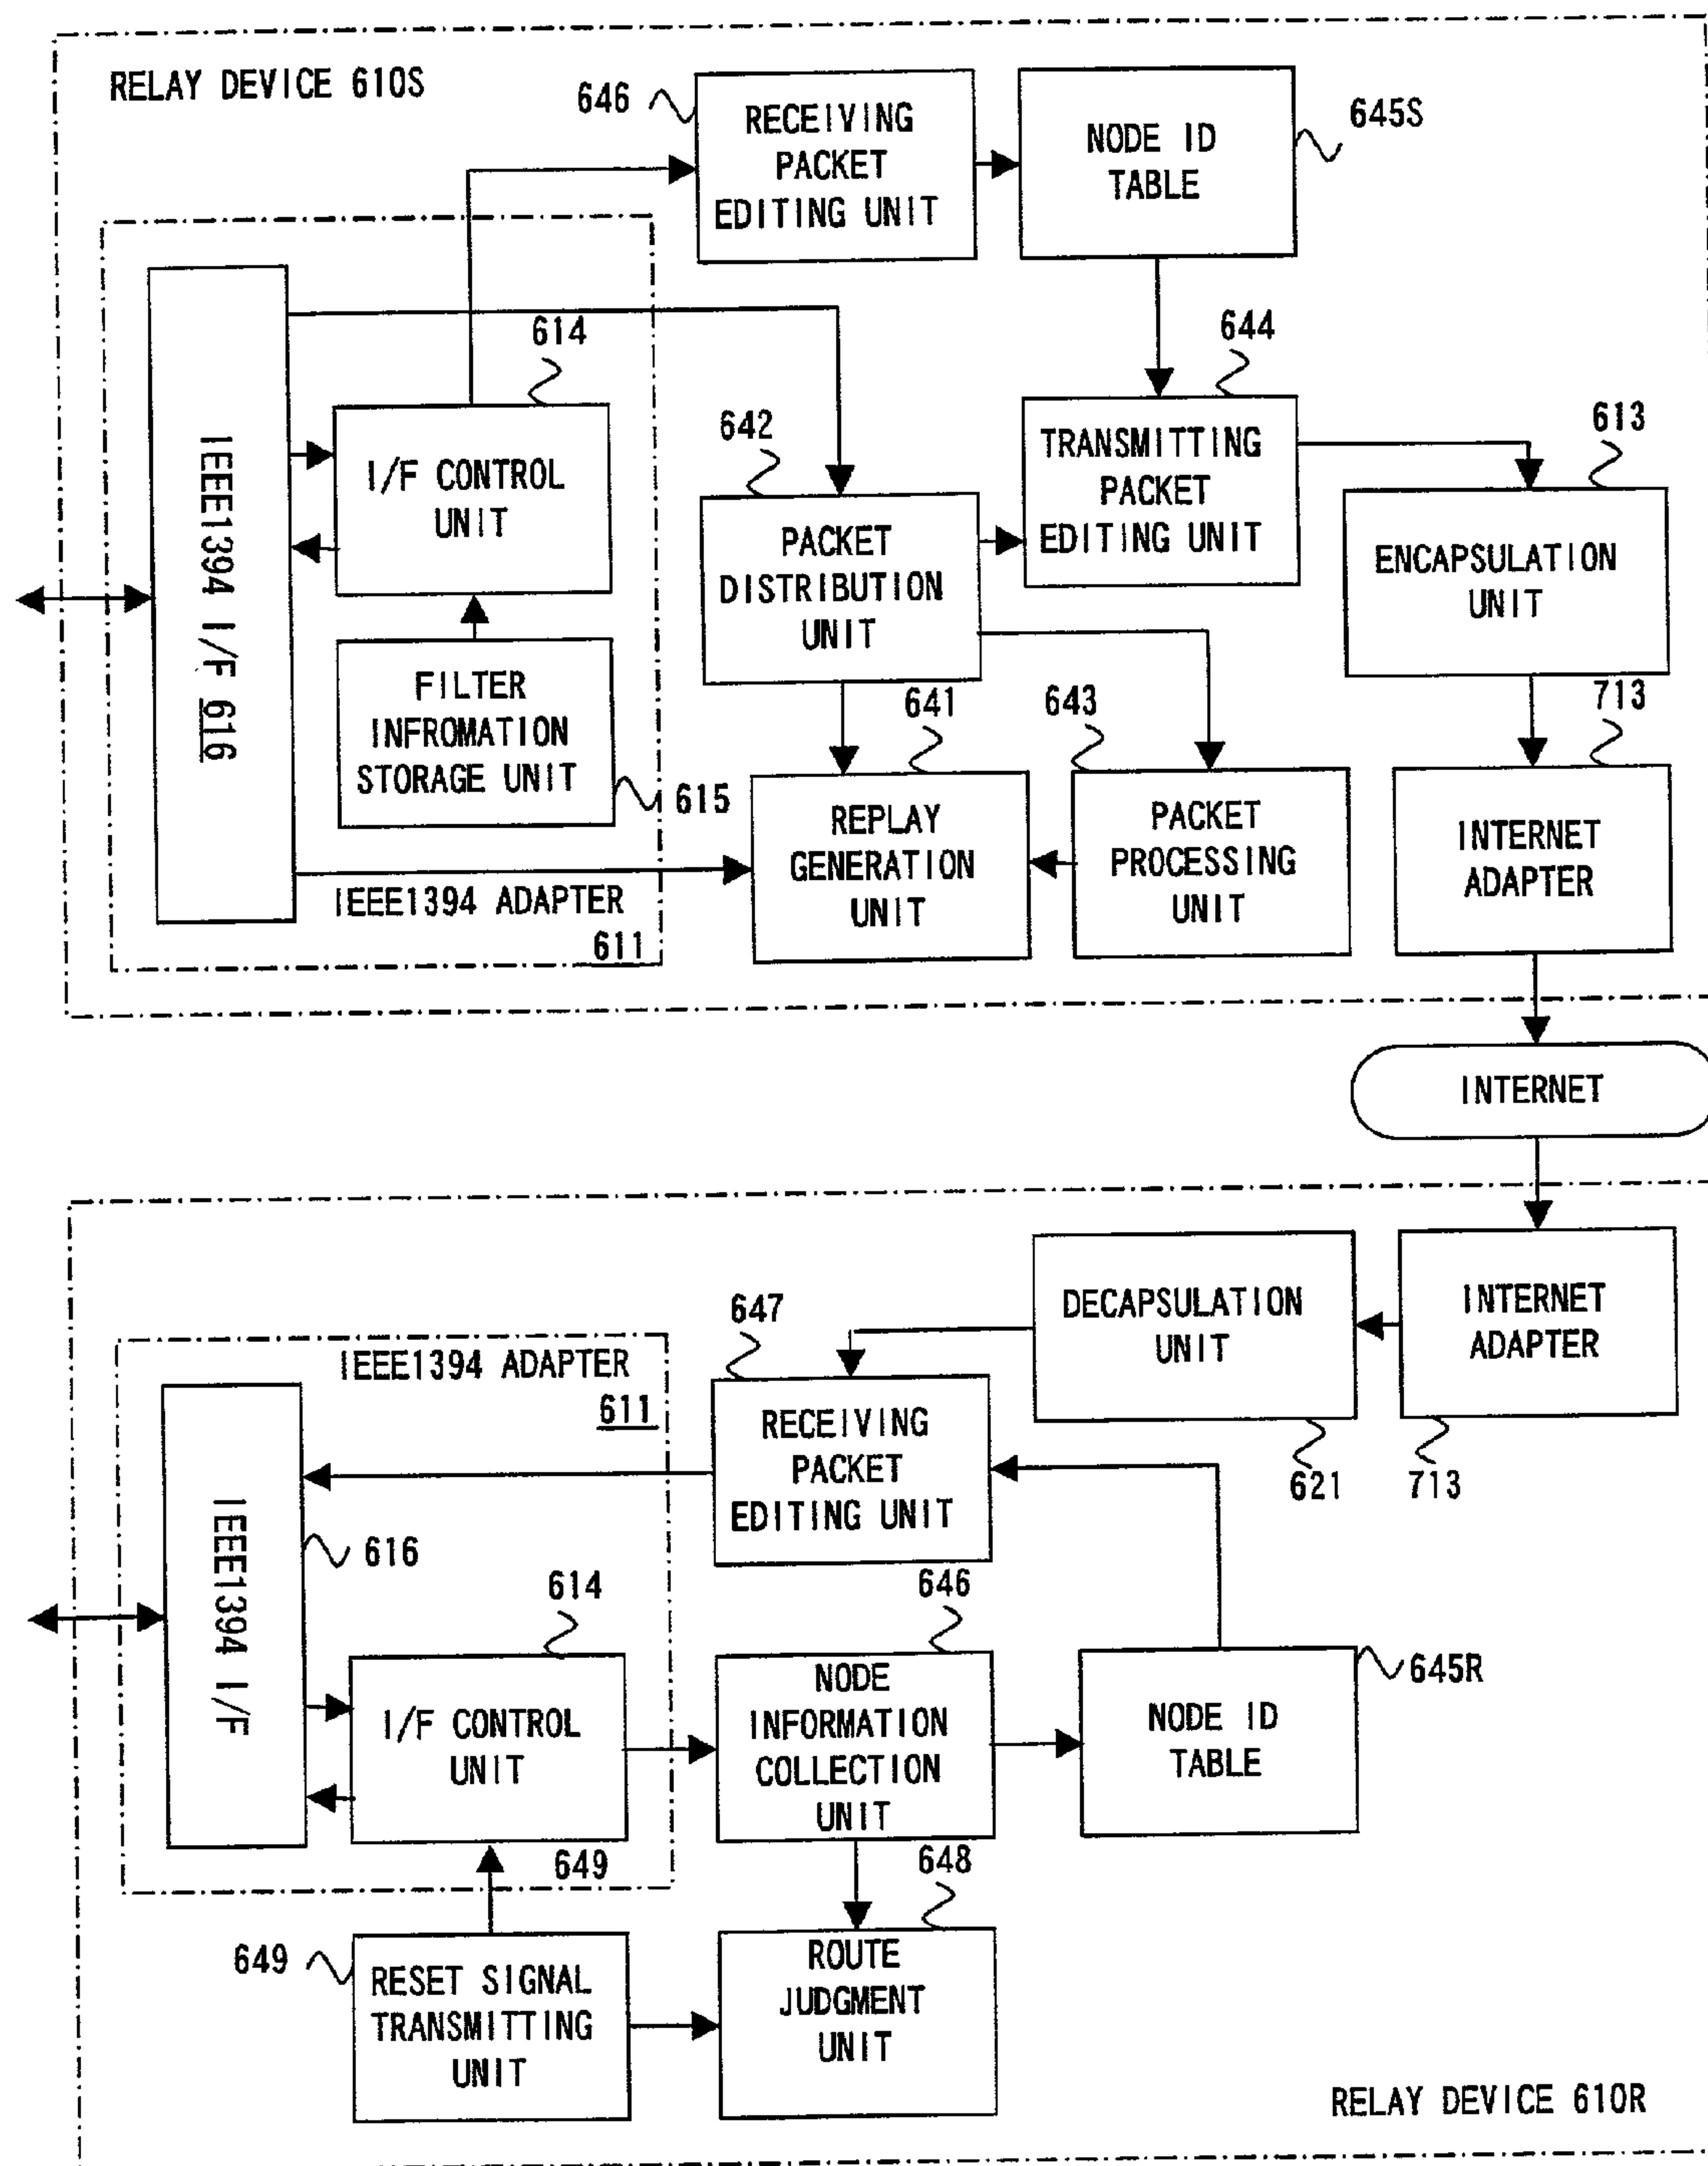 RELAY DEVICE 610S
646
RECEIVING
PACKET
EDITING UNIT
NODE ID
TABLE
645S
614
644
642
613
IEEE1394 I/F 616
I/F CONTROL
UNIT
TRANSMITTING
PACKET
EDITING UNIT
PACKET
DISTRIBUTION
UNIT
ENCAPSULATION
UNIT
FILTER
INFROMATION
STORAGE UNIT
615
641
643
713
REPLAY
GENERATION
UNIT
PACKET
PROCESSING
UNIT
INTERNET
ADAPTER
IEEE1394 ADAPTER
611
INTERNET
INTERNET
ADAPTER
713
DECAPSULATION
UNIT
621
647
RECEIVING
PACKET
EDITING UNIT
IEEE1394 ADAPTER
611
IEEE1394 I/F
616
614
I/F CONTROL
UNIT
649
646
NODE
INFORMATION
COLLECTION
UNIT
NODE ID
TABLE
645R
648
649
RESET SIGNAL
TRANSMITTING
UNIT
ROUTE
JUDGMENT
UNIT
RELAY DEVICE 610R